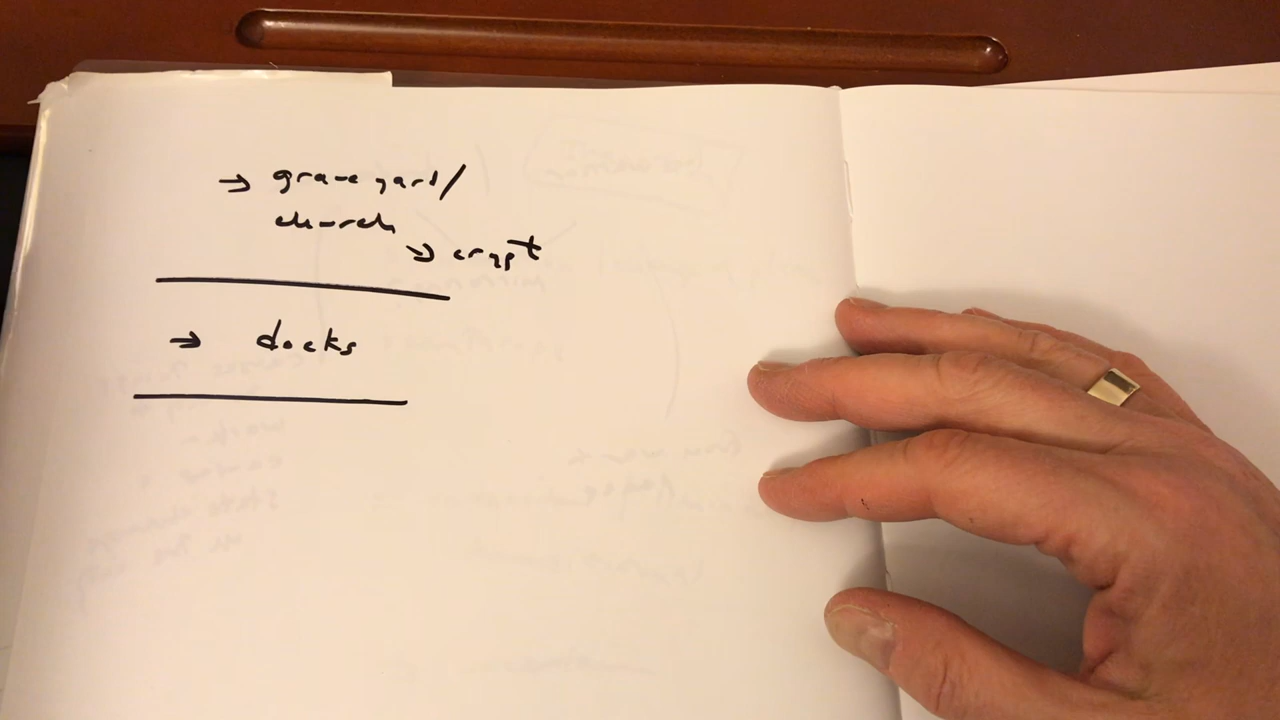 → graveyard/
church
→ crypt
→ docks